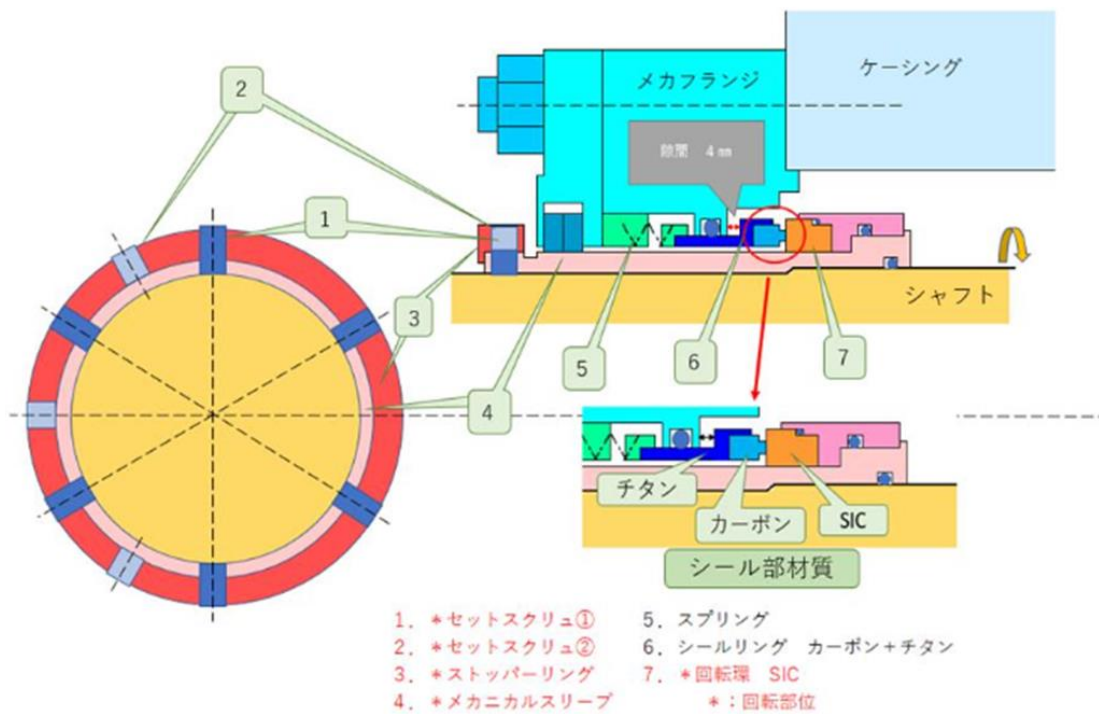 ケーシング
メカフランジ
隙間 4㎜
2
1
3
4
5
6
7
シャフト
チタン
カーボン
SIC
シール部材質
1. *セットスクリュ①
2. *セットスクリュ②
3. *ストッパーリング
4. *メカニカルスリーブ
5. スプリング
6. シールリング カーボン+チタン
7. *回転環 SIC
*:回転部位